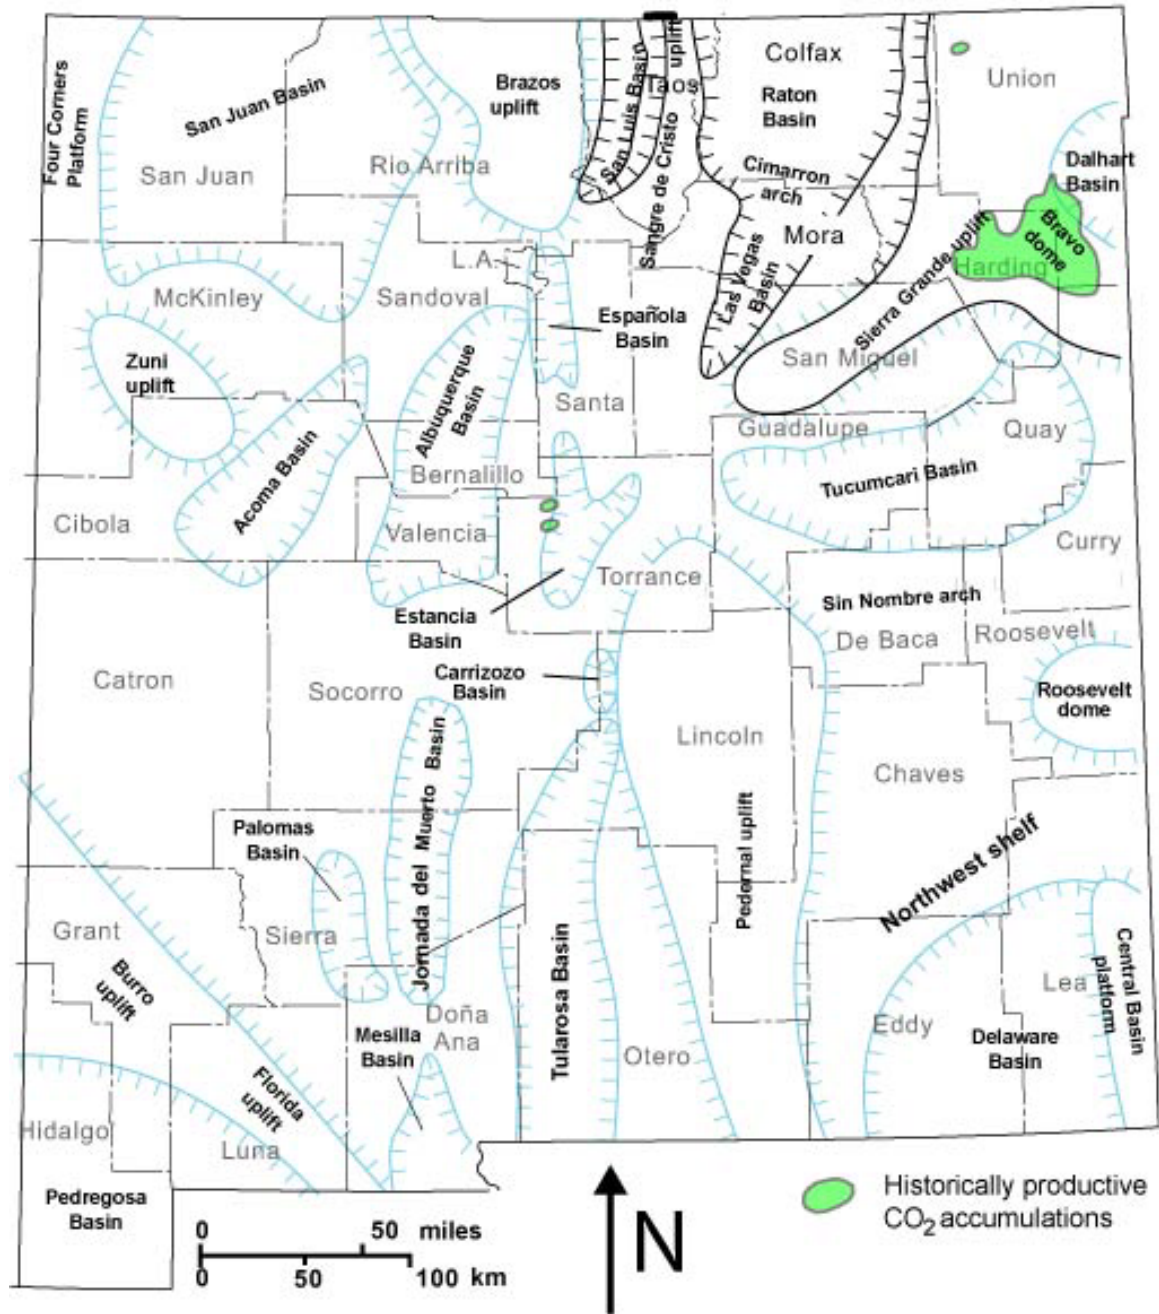 Colfax
Union
uplift
Taos
San Luis Basin
Brazos
uplift
San Juan Basin
Four Corners
Platform
Raton
Basin
San Juan
Rio Arriba
Sangre de Cristo
Cimarron
arch
Dalhart
Basin
Mora
Bravo
dome
Harding
L.A.
McKinley
Sandoval
Las Vegas
Basin
Sierra Grande uplift
Española
Basin
San Miguel
Zuni
uplift
Albuquerque
Basin
Santa
Guadalupe
Quay
Acoma Basin
Bernalillo
Tucumcari Basin
Cibola
Valencia
Curry
Torrance
Estancia
Basin
Sin Nombre arch
De Baca
Roosevelt
Catron
Socorro
Carrizozo
Basin
Roosevelt
dome
Lincoln
Chaves
Jornada del Muerto Basin
Palomas
Basin
Pedernal uplift
Northwest shelf
Grant
Sierra
Burro
uplift
Tularosa Basin
Central Basin
platform
Lea
Doña
Ana
Mesilla
Basin
Eddy
Delaware
Basin
Otero
Florida
uplift
Hidalgo
Luna
Pedregosa
Basin
0 50 miles
0 50 100 km
N
Historically productive
CO2 accumulations